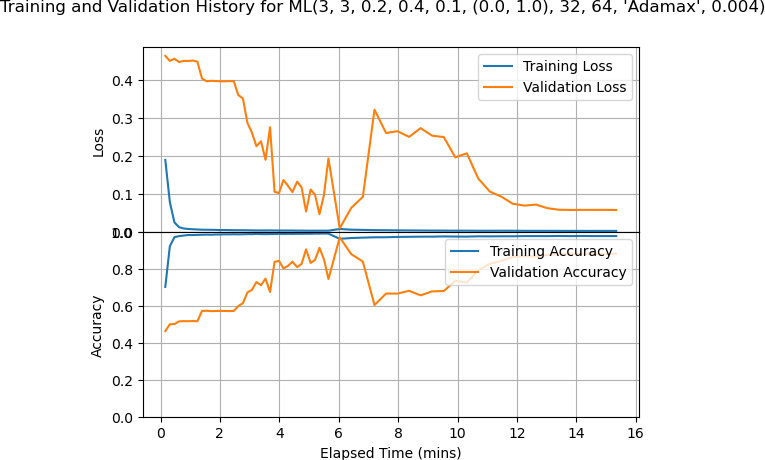 Training and Validation History for ML(3, 3, 0.2, 0.4, 0.1, (0.0, 1.0), 32, 64, 'Adamax', 0.004)
Training Loss
Validation Loss
0.4
0.3
0.2
0.1
Loss
0.0
1.0
Training Accuracy
Validation Accuracy
0.8
0.6
0.4
0.2
0.0
Accuracy
0 2 4 6 8 10 12 14 16
Elapsed Time (mins)